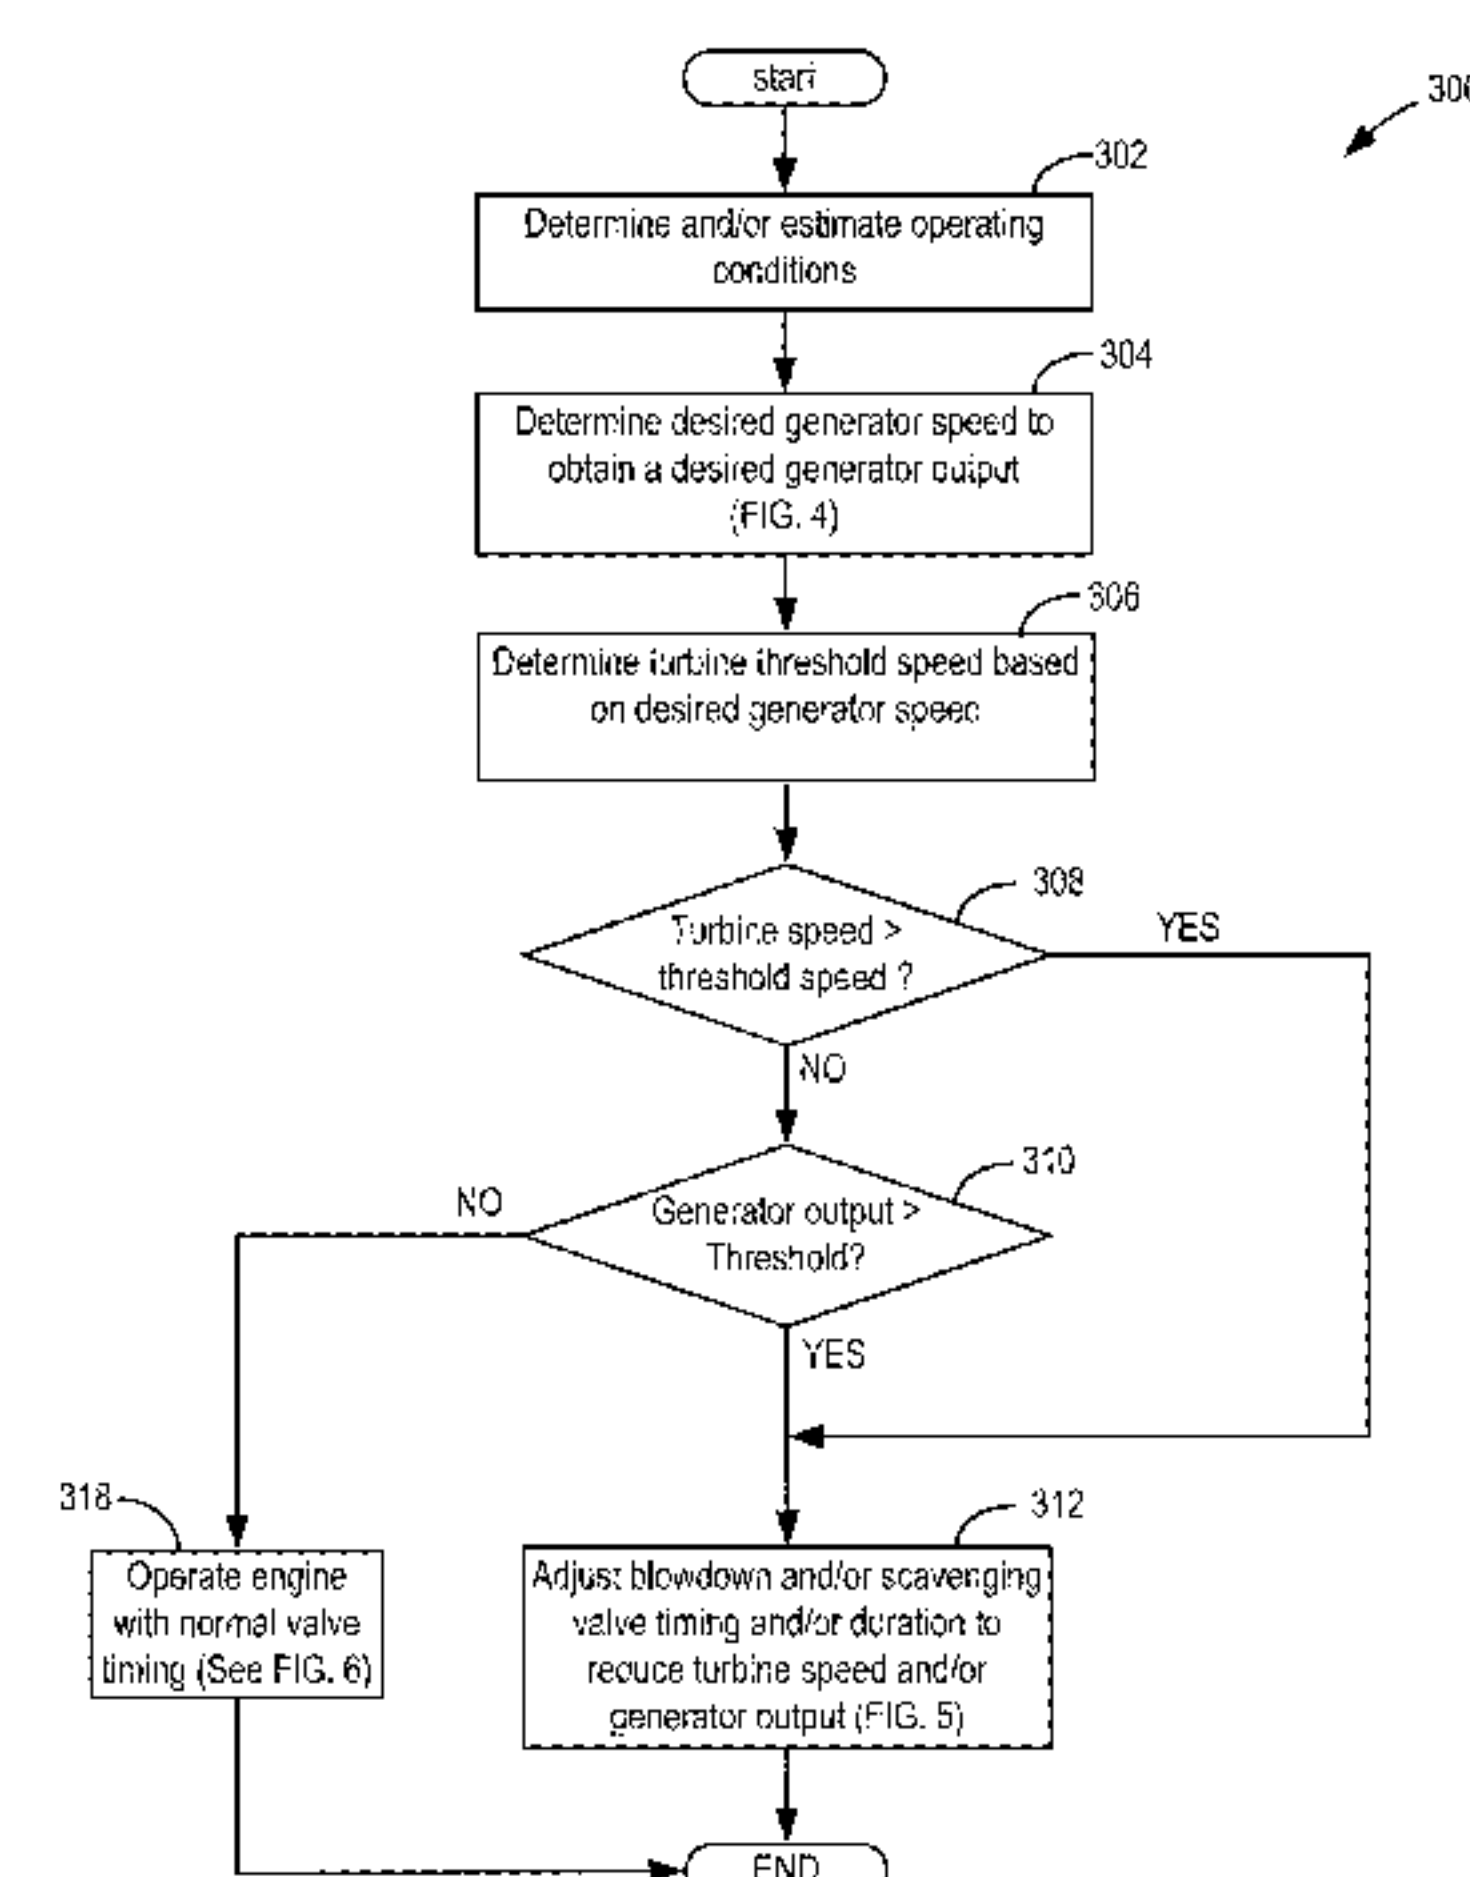 start
300
302
Determine and/or estimate operating
conditions
304
Determine desired generator speed to
obtain a desired generator output
(FIG. 4)
306
Determine turbine threshold speed based
on desired generator speed
308
Turbine speed >
threshold speed ?
YES
NO
310
Generator output >
Threshold?
NO
YES
318
Operate engine
with normal valve
timing (See FIG. 6)
312
Adjust blowdown and/or scavenging
valve timing and/or duration to
reduce turbine speed and/or
generator output (FIG. 5)
END